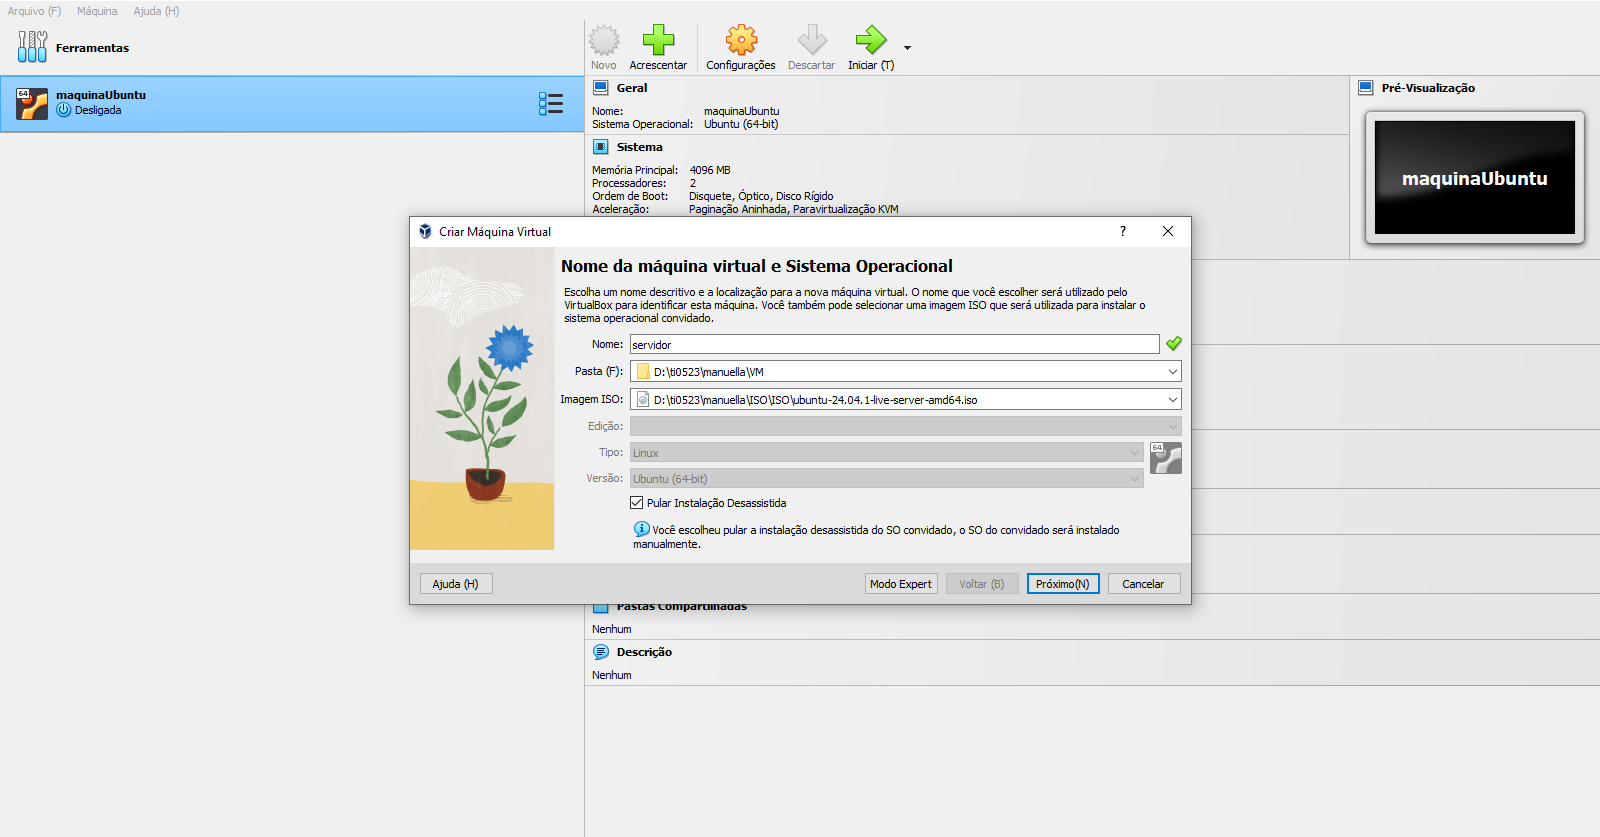 Arquivo (F) Máquina Ajuda (H)
Ferramentas
Novo Acrescentar Configurações Descartar Iniciar (T)
64 maquinaUbuntu
Desligada
Geral
Nome: maquinaUbuntu
Sistema Operacional: Ubuntu (64-bit)
Sistema
Memória Principal: 4096 MB
Processadores: 2
Ordem de Boot: Disquete, Óptico, Disco Rígido
Aceleração: Paginação Aninhada, Paravirtualização KVM
Pré-Visualização
maquinaUbuntu
Criar Máquina Virtual ?
Nome da máquina virtual e Sistema Operacional
Escolha um nome descritivo e a localização para a nova máquina virtual. O nome que você escolher será utilizado pelo
VirtualBox para identificar esta máquina. Você também pode selecionar uma imagem ISO que será utilizada para instalar o
sistema operacional convidado.
Nome: servidor
Pasta (F): D:\ti0523\manuella\VM
Imagem ISO: D:\ti0523\manuella\ISO\ISO\ubuntu-24.04.1-live-server-amd64.iso
Edição:
Tipo: Linux 64
Versão: Ubuntu (64-bit)
Pular Instalação Desassistida
Você escolheu pular a instalação desassistida do SO convidado, o SO do convidado será instalado
manualmente.
Ajuda (H) Modo Expert Voltar (B) Próximo(N) Cancelar
Pastas Compartilhadas
Nenhum
Descrição
Nenhum